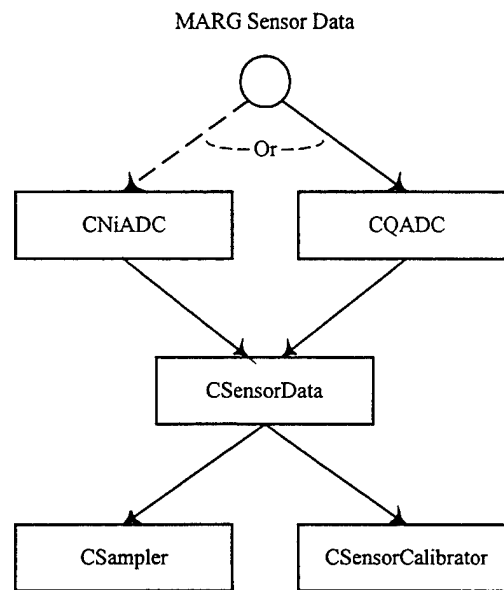 MARG Sensor Data
Or
CNiADC
CQADC
CSensorData
CSampler
CSensorCalibrator